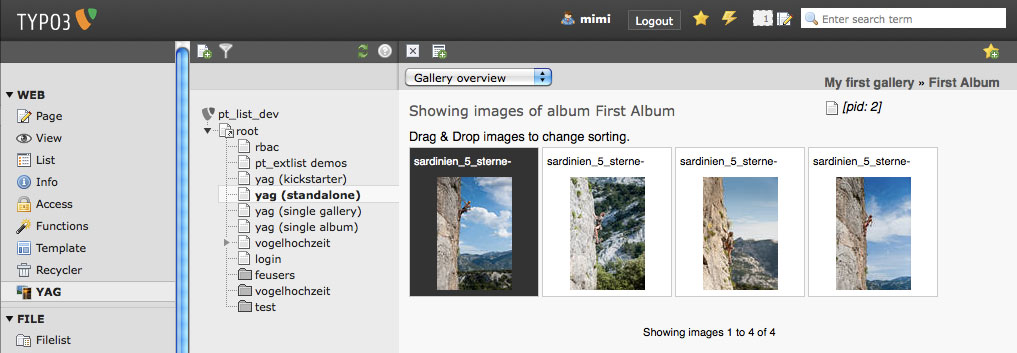 TYPO3
mimi
Logout
1
Enter search term
WEB
Page
View
List
Info
Access
Functions
Template
Recycler
YAG
FILE
Filelist
pt_list_dev
root
rbac
pt_extlist demos
yag (kickstarter)
yag (standalone)
yag (single gallery)
yag (single album)
vogelhochzeit
login
feusers
vogelhochzeit
test
Gallery overview
My first gallery » First Album
[pid: 2]
Showing images of album First Album
Drag & Drop images to change sorting.
sardinien_5_sterne-
sardinien_5_sterne-
sardinien_5_sterne-
sardinien_5_sterne-
Showing images 1 to 4 of 4